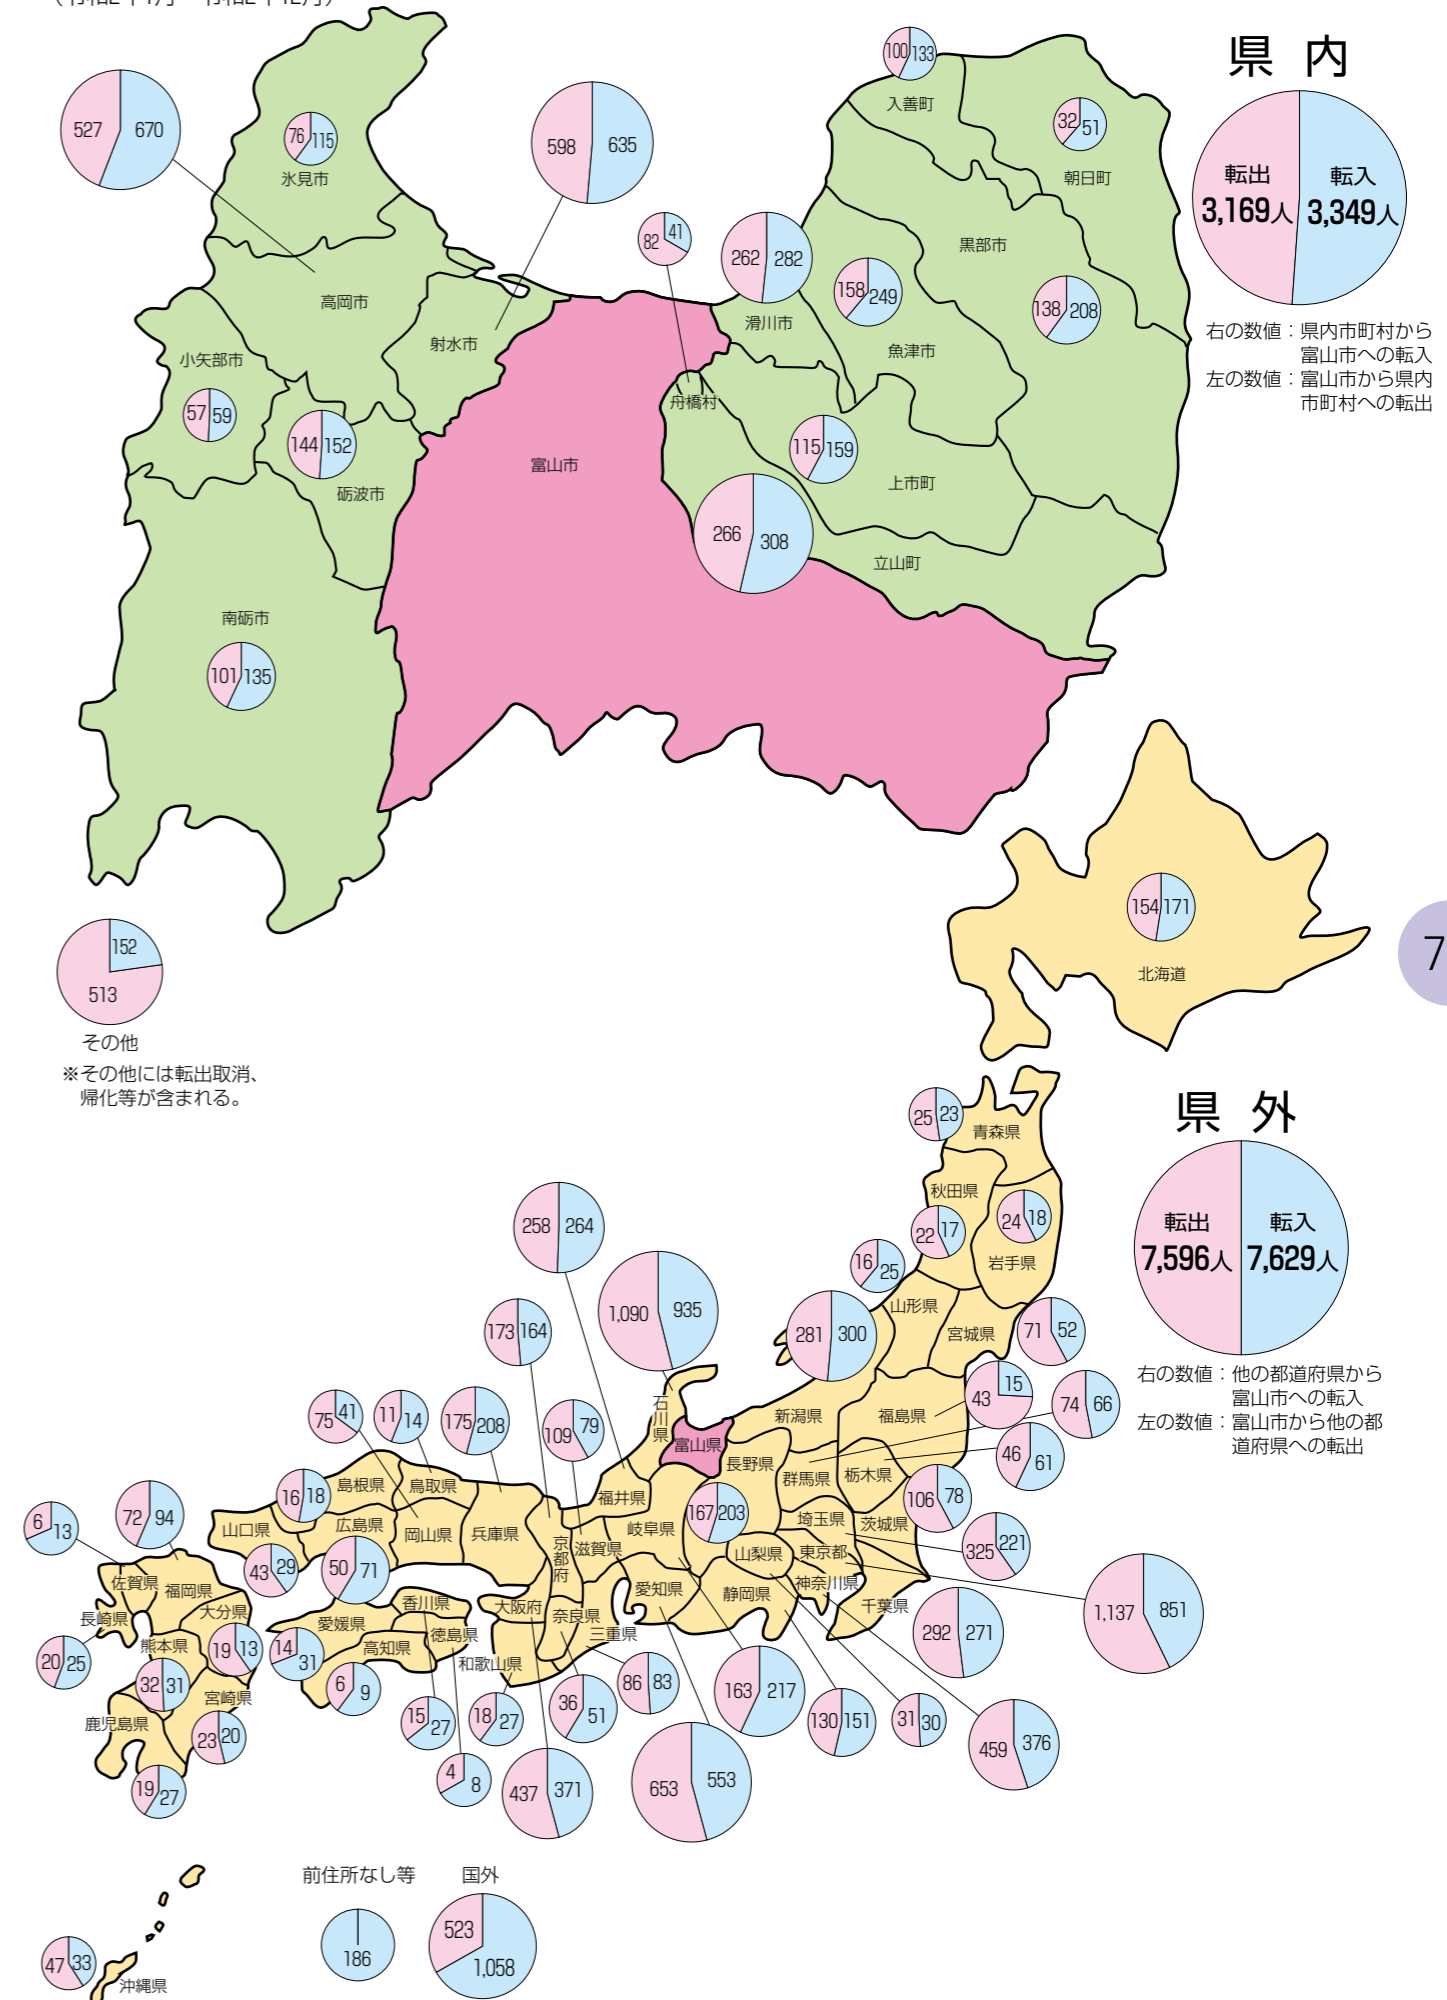 527 670
76 115
氷見市
598 635
100 133
入善町
32 51
朝日町
県 内
転出 転入
3,169人 3,349人
右の数値：県内市町村から
富山市への転入
左の数値：富山市から県内
市町村への転出
82 41
262 282
滑川市
158 249
魚津市
黒部市
138 208
高岡市
射水市
小矢部市
57 59
144 152
砺波市
舟橋村
富山市
115 159
上市町
266 308
立山町
南砺市
101 135
152
513
その他
※その他には転出取消、
帰化等が含まれる。
154 171
北海道
7
県 外
転出 転入
7,596人 7,629人
右の数値：他の都道府県から
富山市への転入
左の数値：富山市から他の都
道府県への転出
25 23
青森県
秋田県
22 17
24 18
岩手県
16 25
山形県
宮城県
71 52
258 264
1,090 935
281 300
173 164
新潟県
福島県
43 15
74 66
46 61
75 41
11 14
175 208
109 79
石川県
富山県
長野県
群馬県
栃木県
106 78
167 203
福井県
岐阜県
埼玉県
茨城県
325 221
島根県
鳥取県
16 18
山口県
広島県
岡山県
兵庫県
京都府
滋賀県
山梨県
東京都
神奈川県
千葉県
愛知県
静岡県
1,137 851
6 13
72 94
43 29
50 71
佐賀県
福岡県
大分県
長崎県
熊本県
20 25
19 13
32 31
宮崎県
鹿児島県
23 20
19 27
香川県
愛媛県
徳島県
高知県
14 31
6 9
大阪府
奈良県
三重県
和歌山県
15 27
18 27
36 51
86 83
163 217
130 151
31 30
292 271
459 376
4 8
437 371
653 553
前住所なし等
186
国外
523
1,058
47 33
沖縄県